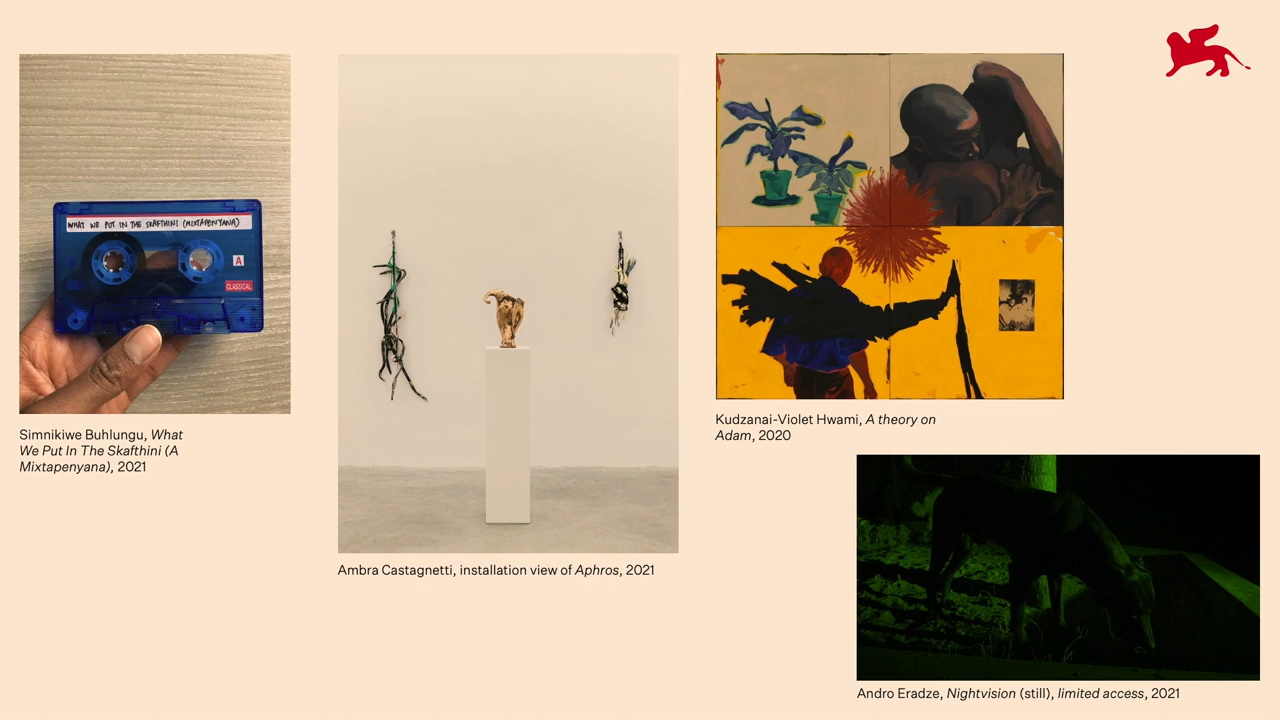 WHAT WE PUT IN THE SKAFTHINI (MIXTAPENYANA)
A
CLASSICAL
Simnikiwe Buhlungu, What
We Put In The Skafthini (A
Mixtapenyana), 2021
Ambra Castagnetti, installation view of Aphros, 2021
Kudzanai-Violet Hwami, A theory on
Adam, 2020
Andro Eradze, Nightvision (still), limited access, 2021